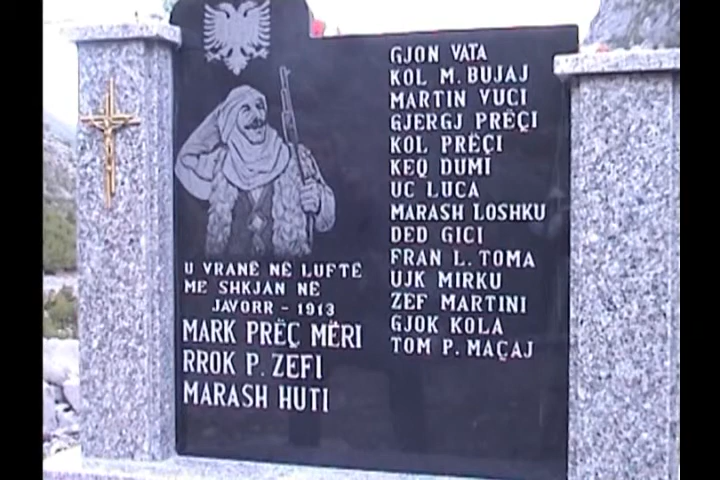 U VRANË NË LUFTË
ME SHKJAN NË
JAVORR - 1913
MARK PRËÇ MËRI
RROK P. ZEFI
MARASH HUTI
GJON VATA
KOL M. BUJAJ
MARTIN VUCI
GJERGJ PRËÇI
KOL PRËÇI
KEQ DUMI
UC LUCA
MARASH LOSHKU
DED GICI
FRAN L. TOMA
UJK MIRKU
ZEF MARTINI
GJOK KOLA
TOM P. MAÇAJ